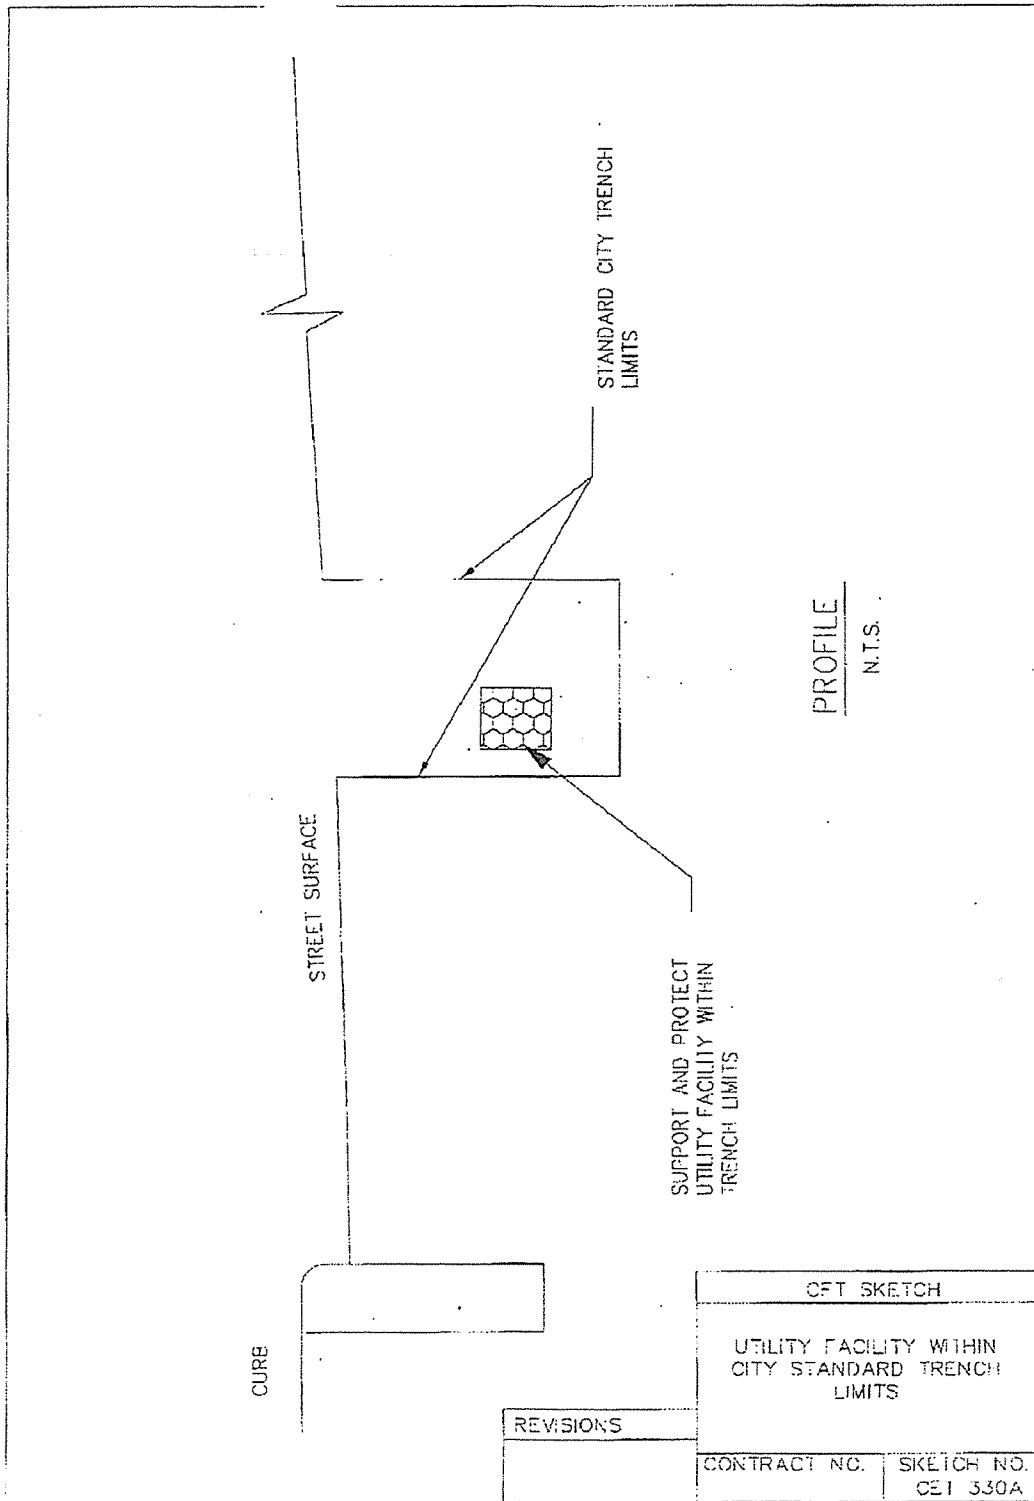 STANDARD CITY TRENCH
LIMITS
STREET SURFACE
SUPPORT AND PROTECT
UTILITY FACILITY WITHIN
TRENCH LIMITS
CURB
PROFILE
N.T.S.
CET SKETCH
UTILITY FACILITY WITHIN
CITY STANDARD TRENCH
LIMITS
REVISIONS
CONTRACT NO.
SKETCH NO.
CET 330A